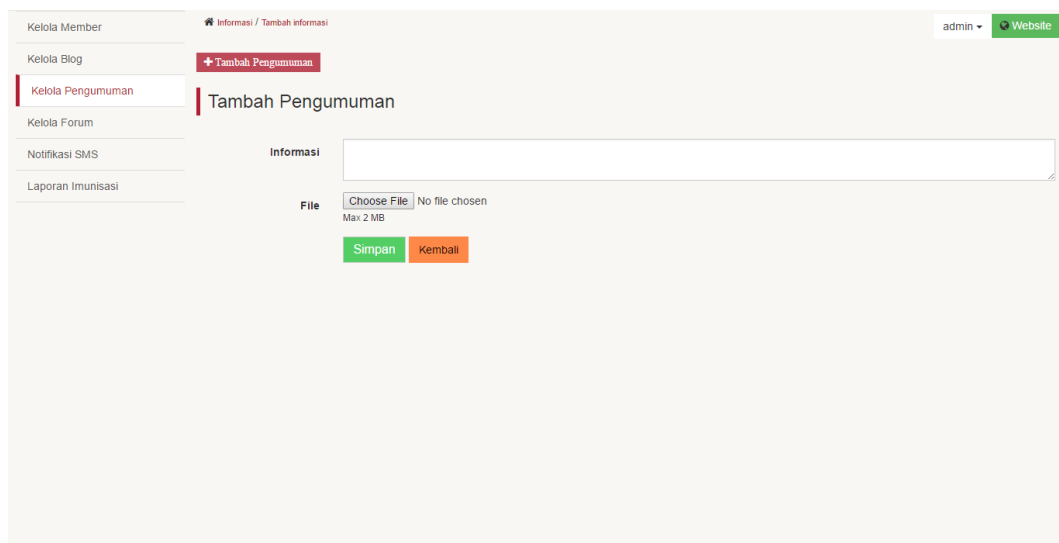 Kelola Member
Kelola Blog
Kelola Pengumuman
Kelola Forum
Notifikasi SMS
Laporan Imunisasi
Informasi / Tambah informasi
admin
Website
Tambah Pengumuman
Tambah Pengumuman
Informasi
File
Choose File No file chosen
Max 2 MB
Simpan
Kembali